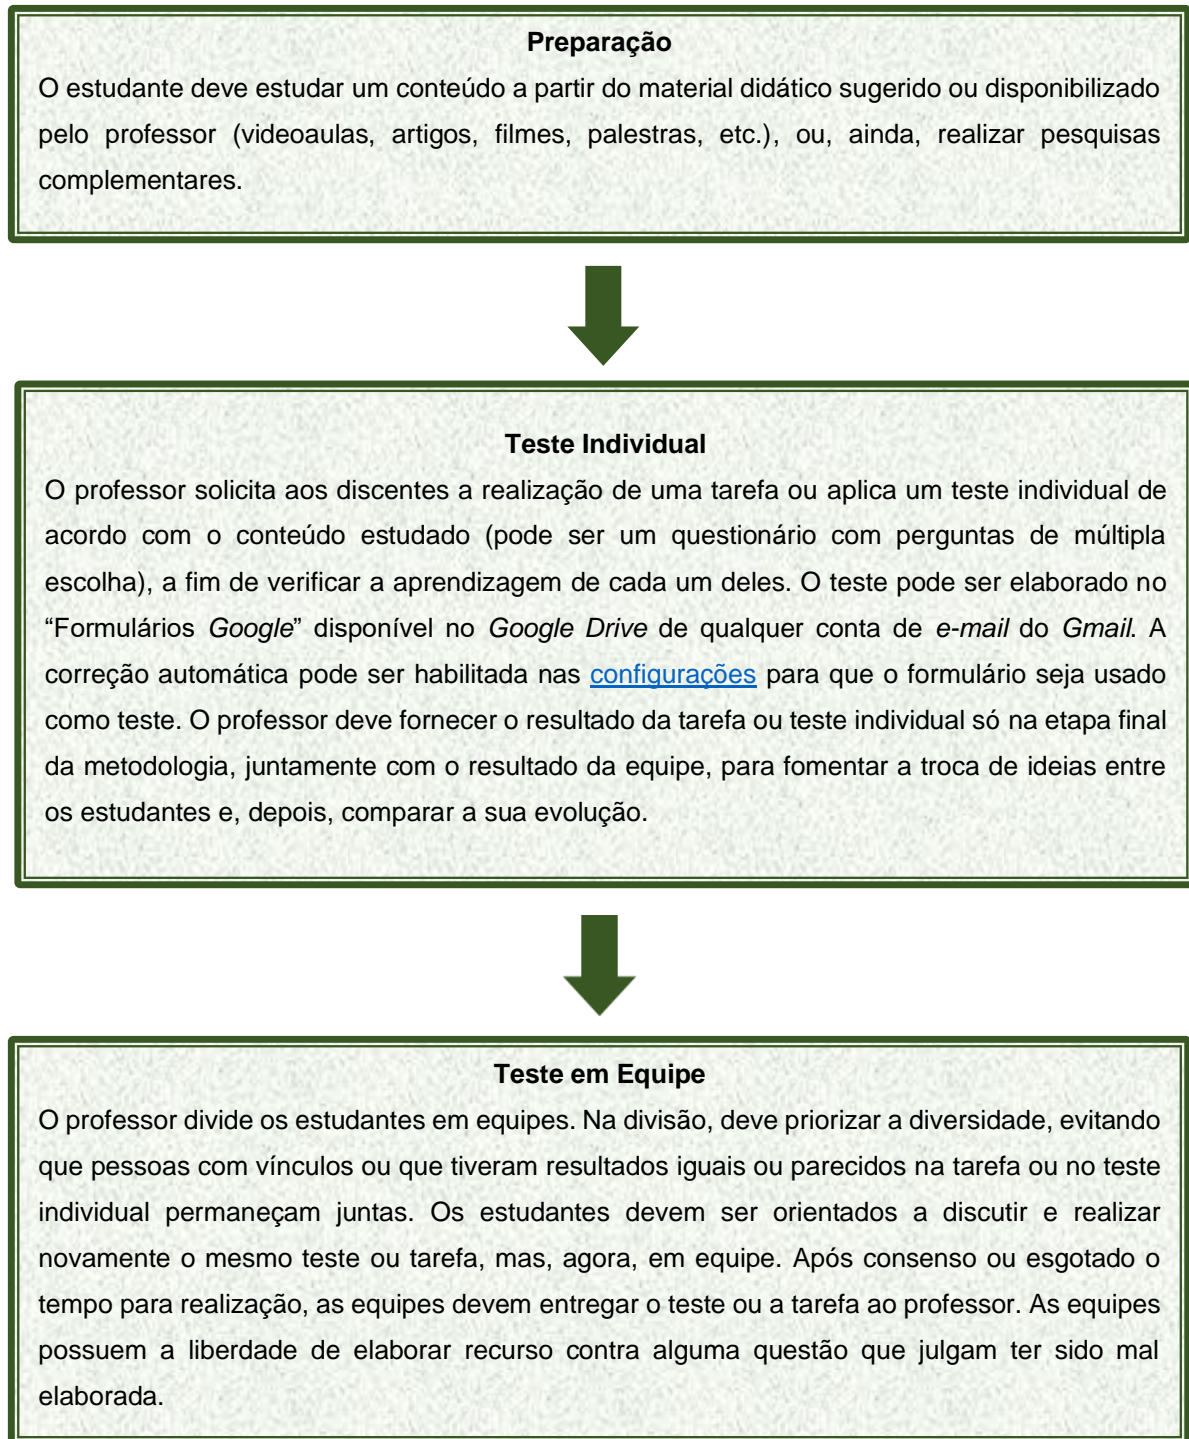 Preparação
O estudante deve estudar um conteúdo a partir do material didático sugerido ou disponibilizado
pelo professor (videoaulas, artigos, filmes, palestras, etc.), ou, ainda, realizar pesquisas
complementares.
Teste Individual
O professor solicita aos discentes a realização de uma tarefa ou aplica um teste individual de
acordo com o conteúdo estudado (pode ser um questionário com perguntas de múltipla
escolha), a fim de verificar a aprendizagem de cada um deles. O teste pode ser elaborado no
“Formulários Google” disponível no Google Drive de qualquer conta de e-mail do Gmail. A
correção automática pode ser habilitada nas configurações para que o formulário seja usado
como teste. O professor deve fornecer o resultado da tarefa ou teste individual só na etapa final
da metodologia, juntamente com o resultado da equipe, para fomentar a troca de ideias entre
os estudantes e, depois, comparar a sua evolução.
Teste em Equipe
O professor divide os estudantes em equipes. Na divisão, deve priorizar a diversidade, evitando
que pessoas com vínculos ou que tiveram resultados iguais ou parecidos na tarefa ou no teste
individual permaneçam juntas. Os estudantes devem ser orientados a discutir e realizar
novamente o mesmo teste ou tarefa, mas, agora, em equipe. Após consenso ou esgotado o
tempo para realização, as equipes devem entregar o teste ou a tarefa ao professor. As equipes
possuem a liberdade de elaborar recurso contra alguma questão que julgam ter sido mal
elaborada.